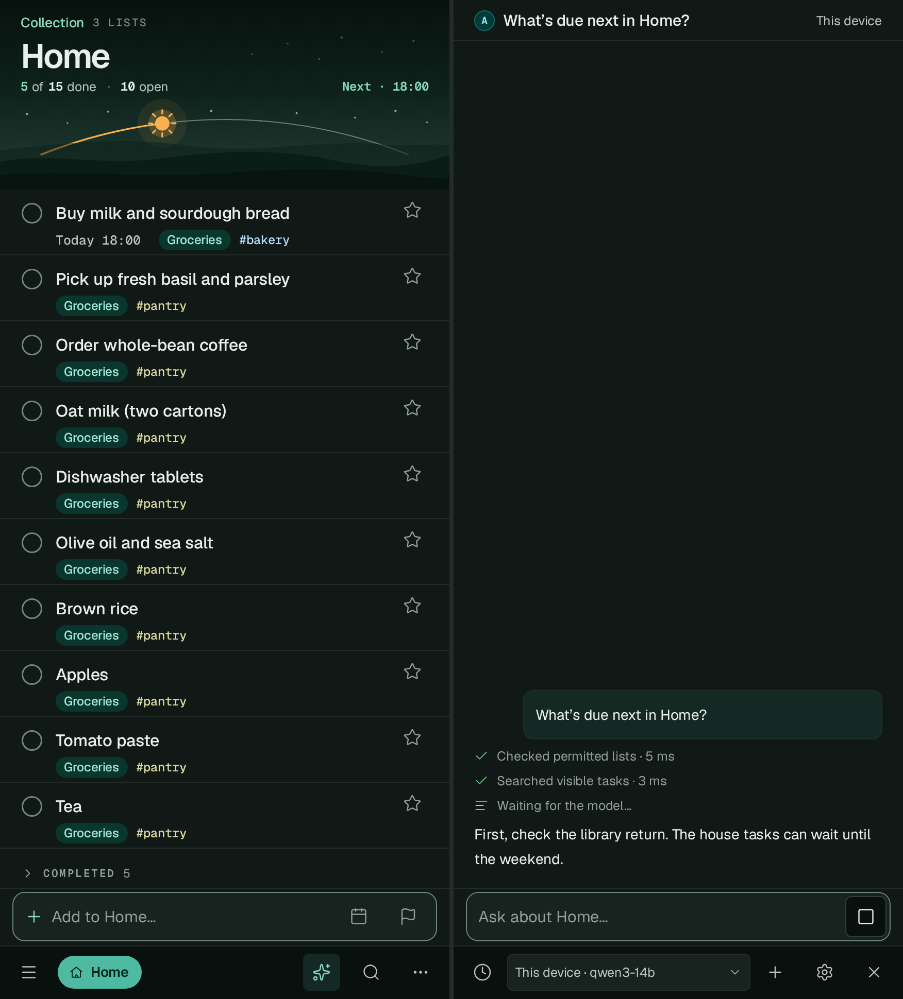 Collection 3 LISTS
Home
5 of 15 done · 10 open
Next · 18:00
Buy milk and sourdough bread
Today 18:00 Groceries #bakery
Pick up fresh basil and parsley
Groceries #pantry
Order whole-bean coffee
Groceries #pantry
Oat milk (two cartons)
Groceries #pantry
Dishwasher tablets
Groceries #pantry
Olive oil and sea salt
Groceries #pantry
Brown rice
Groceries #pantry
Apples
Groceries #pantry
Tomato paste
Groceries #pantry
Tea
Groceries #pantry
COMPLETED 5
Add to Home…
Home
A What's due next in Home? This device
What's due next in Home?
Checked permitted lists · 5 ms
Searched visible tasks · 3 ms
Waiting for the model…
First, check the library return. The house tasks can wait until
the weekend.
Ask about Home…
This device · qwen3-14b